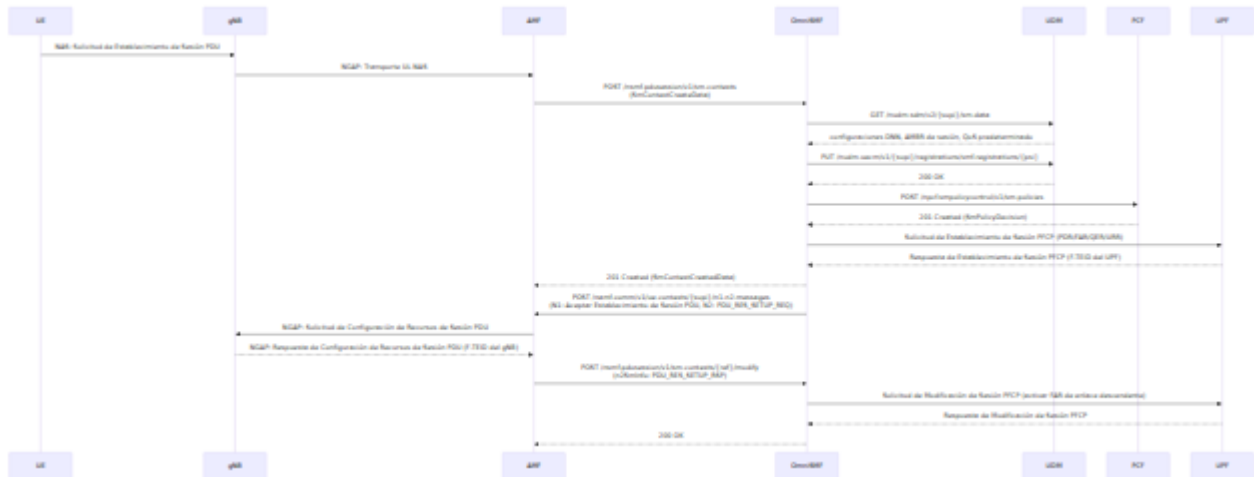 UE gNB AMF OmniSMF UDM PCF UPF
NAS: Solicitud de Establecimiento de Sesión PDU
NGAP: Transporte UL NAS
POST /nsmf-pdusession/v1/sm-contexts
(SmContextCreateData)
GET /nudm-sdm/v2/{supi}/sm-data
configuraciones DNN, AMBR de sesión, QoS predeterminado
PUT /nudm-uecm/v1/{supi}/registrations/smf-registrations/{psi}
200 OK
POST /npcf-smpolicycontrol/v1/sm-policies
201 Created (SmPolicyDecision)
Solicitud de Establecimiento de Sesión PFCP (PDR/FAR/QER/URR)
Respuesta de Establecimiento de Sesión PFCP (F-TEID del UPF)
201 Created (SmContextCreatedData)
POST /namf-comm/v1/ue-contexts/{supi}/n1-n2-messages
(N1: Aceptar Establecimiento de Sesión PDU, N2: PDU_RES_SETUP_REQ)
NGAP: Solicitud de Configuración de Recursos de Sesión PDU
NGAP: Respuesta de Configuración de Recursos de Sesión PDU (F-TEID del gNB)
POST /nsmf-pdusession/v1/sm-contexts/{ref}/modify
(n2SmInfo: PDU_RES_SETUP_RSP)
Solicitud de Modificación de Sesión PFCP (activar FAR de enlace descendente)
Respuesta de Modificación de Sesión PFCP
200 OK
UE gNB AMF OmniSMF UDM PCF UPF